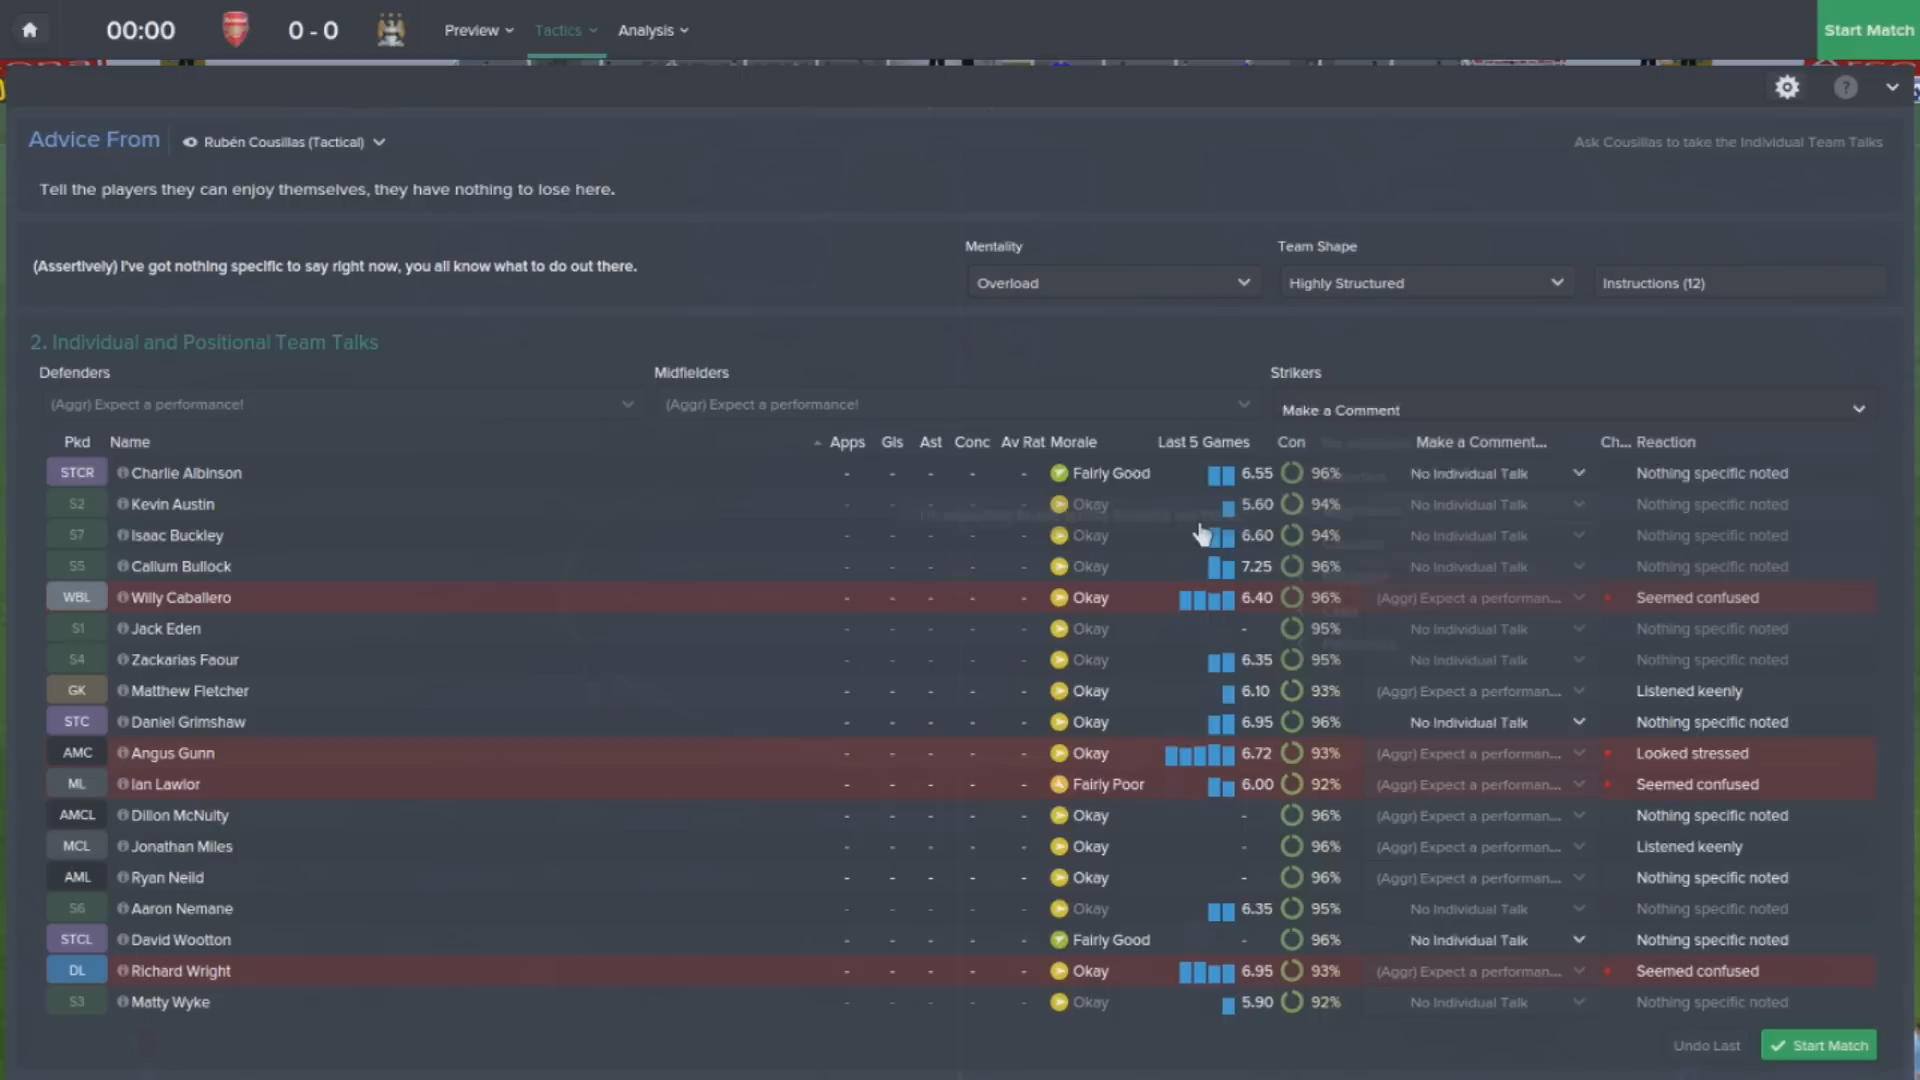 00:00 0 - 0 Preview Tactics Analysis Start Match
?
Advice From Rubén Cousillas (Tactical) Ask Cousillas to take the Individual Team Talks
Tell the players they can enjoy themselves, they have nothing to lose here.
Mentality Team Shape
(Assertively) I've got nothing specific to say right now, you all know what to do out there.
Overload Highly Structured Instructions (12)
2. Individual and Positional Team Talks
Defenders Midfielders Strikers
(Aggr) Expect a performance! (Aggr) Expect a performance! Make a Comment
Pkd Name Apps Gls Ast Conc Av Rat Morale Last 5 Games Con Make a Comment... Ch... Reaction
STCR Charlie Albinson - - - - - Fairly Good 6.55 96% No Individual Talk Nothing specific noted
S2 Kevin Austin - - - - - Okay 5.60 94% No Individual Talk Nothing specific noted
S7 Isaac Buckley - - - - - Okay 6.60 94% No Individual Talk Nothing specific noted
S5 Callum Bullock - - - - - Okay 7.25 96% No Individual Talk Nothing specific noted
WBL Willy Caballero - - - - - Okay 6.40 96% (Aggr) Expect a performan... Seemed confused
S1 Jack Eden - - - - - Okay - 95% No Individual Talk Nothing specific noted
S4 Zackarias Faour - - - - - Okay 6.35 95% No Individual Talk Nothing specific noted
GK Matthew Fletcher - - - - - Okay 6.10 93% (Aggr) Expect a performan... Listened keenly
STC Daniel Grimshaw - - - - - Okay 6.95 96% No Individual Talk Nothing specific noted
AMC Angus Gunn - - - - - Okay 6.72 93% (Aggr) Expect a performan... Looked stressed
ML Ian Lawlor - - - - - Fairly Poor 6.00 92% (Aggr) Expect a performan... Seemed confused
AMCL Dillon McNulty - - - - - Okay - 96% (Aggr) Expect a performan... Nothing specific noted
MCL Jonathan Miles - - - - - Okay - 96% (Aggr) Expect a performan... Listened keenly
AML Ryan Neild - - - - - Okay - 96% (Aggr) Expect a performan... Nothing specific noted
S6 Aaron Nemane - - - - - Okay 6.35 95% No Individual Talk Nothing specific noted
STCL David Wootton - - - - - Fairly Good - 96% No Individual Talk Nothing specific noted
DL Richard Wright - - - - - Okay 6.95 93% (Aggr) Expect a performan... Seemed confused
S3 Matty Wyke - - - - - Okay 5.90 92% No Individual Talk Nothing specific noted
Undo Last Start Match